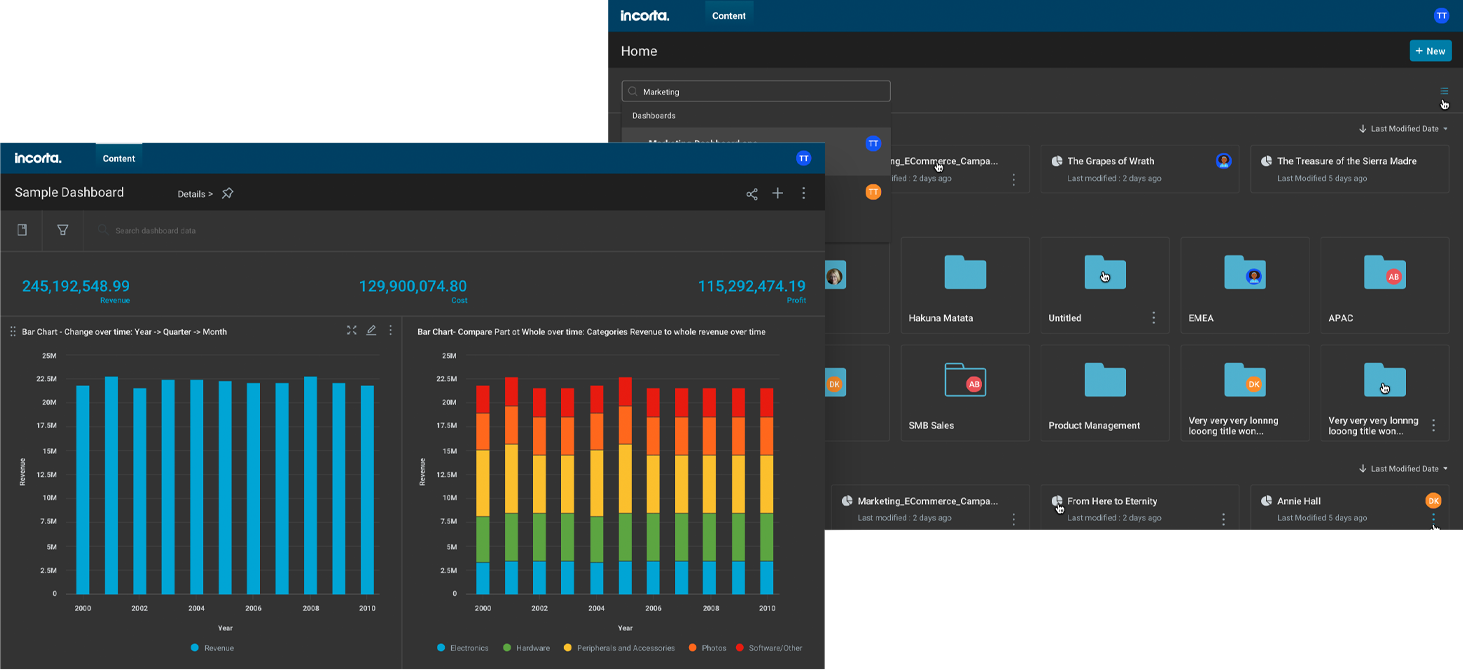 incorta.
Content
TT
Home
+ New
Marketing
Dashboards
TT
TT
Last Modified Date
Marketing_ECommerce_Campa...
2 days ago
The Grapes of Wrath
Last modified : 2 days ago
The Treasure of the Sierra Madre
Last Modified 5 days ago
Hakuna Matata
Untitled
EMEA
AB
APAC
DK
AB
SMB Sales
Product Management
DK
Very very very lonnng
looong title won...
Very very very lonnng
looong title won...
Last Modified Date
Marketing_ECommerce_Campa...
Last modified : 2 days ago
From Here to Eternity
Last modified : 2 days ago
Annie Hall
Last Modified 5 days ago
DK
incorta.
Content
TT
Sample Dashboard
Details >
Search dashboard data
245,192,548.99
Revenue
129,900,074.80
Cost
115,292,474.19
Profit
Bar Chart - Change over time: Year -> Quarter -> Month
25M
22.5M
20M
17.5M
15M
12.5M
10M
7.5M
5M
2.5M
0
Revenue
2000 2002 2004 2006 2008 2010
Year
Revenue
Bar Chart- Compare Part ot Whole over time: Categories Revenue to whole revenue over time
25M
22.5M
20M
17.5M
15M
12.5M
10M
7.5M
5M
2.5M
0
Revenue
2000 2002 2004 2006 2008 2010
Year
Electronics Hardware Peripherals and Accessories Photos Software/Other